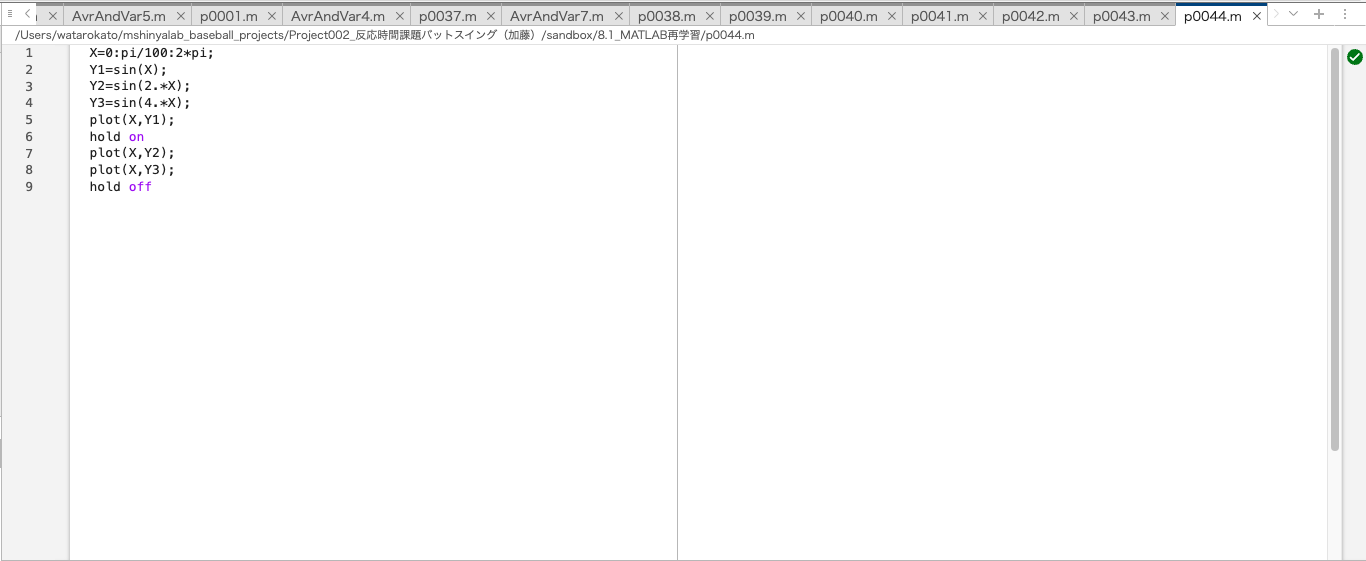 AvrAndVar5.m p0001.m AvrAndVar4.m p0037.m AvrAndVar7.m p0038.m p0039.m p0040.m p0041.m p0042.m p0043.m p0044.m
/Users/watarokato/mshinyalab_baseball_projects/Project002_反応時間課題バットスイング（加藤）/sandbox/8.1_MATLAB再学習/p0044.m
1 X=0:pi/100:2*pi;
2 Y1=sin(X);
3 Y2=sin(2.*X);
4 Y3=sin(4.*X);
5 plot(X,Y1);
6 hold on
7 plot(X,Y2);
8 plot(X,Y3);
9 hold off